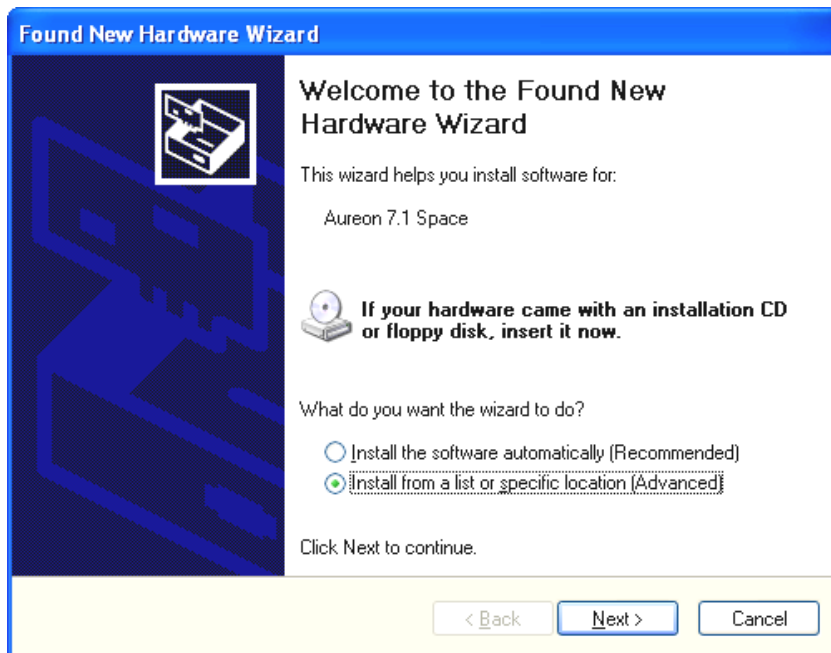 Found New Hardware Wizard
Welcome to the Found New
Hardware Wizard
This wizard helps you install software for:
Aureon 7.1 Space
If your hardware came with an installation CD
or floppy disk, insert it now.
What do you want the wizard to do?
Install the software automatically (Recommended)
Install from a list or specific location (Advanced)
Click Next to continue.
< Back Next > Cancel